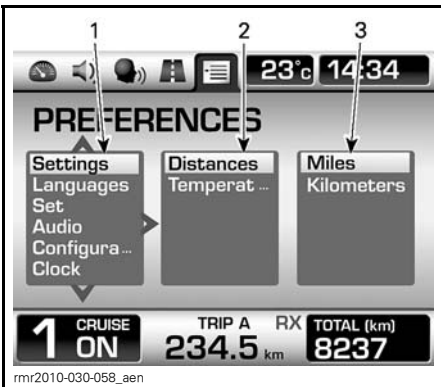 1 2 3
23°c 14:34
PREFERENCES
Settings
Languages
Set
Audio
Configura...
Clock
Distances
Temperat ...
Miles
Kilometers
1 CRUISE ON
TRIP A RX
234.5 km
TOTAL (km)
8237
rmr2010-030-058_aen